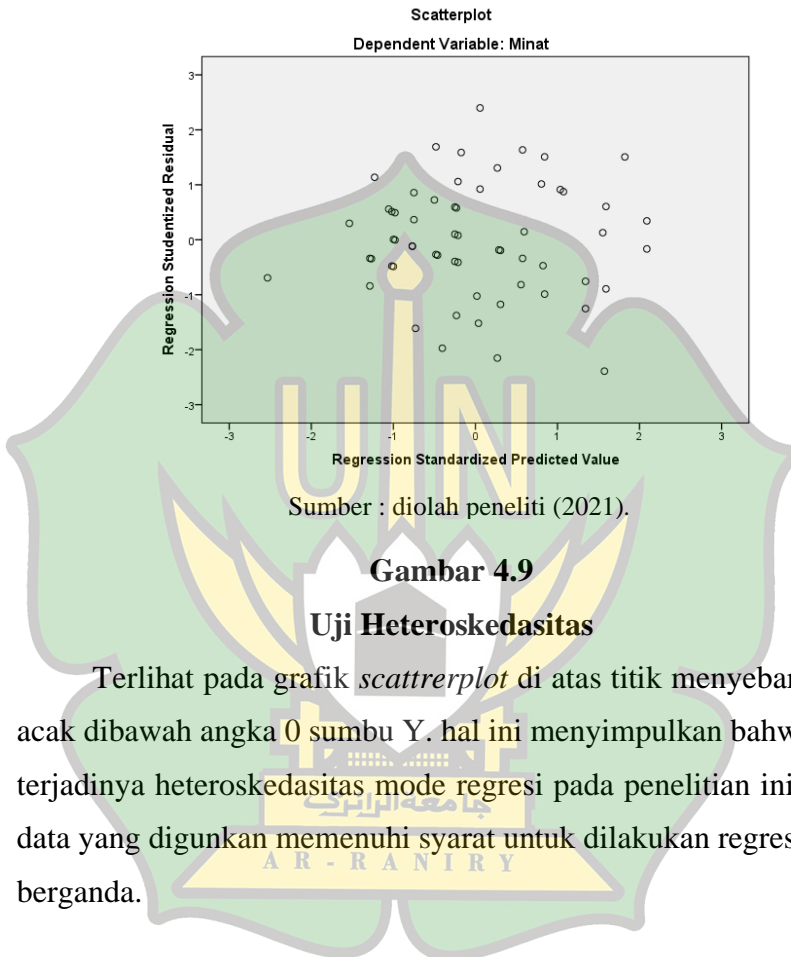 Scatterplot
Dependent Variable: Minat
Regression Studentized Residual
3
2
1
0
-1
-2
-3
-3
-2
-1
0
1
2
3
Regression Standardized Predicted Value
UIN
Sumber : diolah peneliti (2021).
Gambar 4.9
Uji Heteroskedasitas
Terlihat pada grafik scattrerplot di atas titik menyebar
acak dibawah angka 0 sumbu Y. hal ini menyimpulkan bahw
terjadinya heteroskedasitas mode regresi pada penelitian ini
data yang digunkan memenuhi syarat untuk dilakukan regres
جامعة الرانري
AR-RANIRY
berganda.